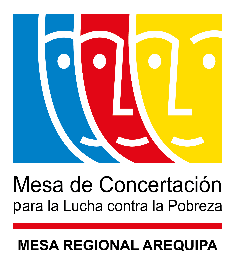 Mesa de Concertación
para la Lucha contra la Pobreza
MESA REGIONAL AREQUIPA